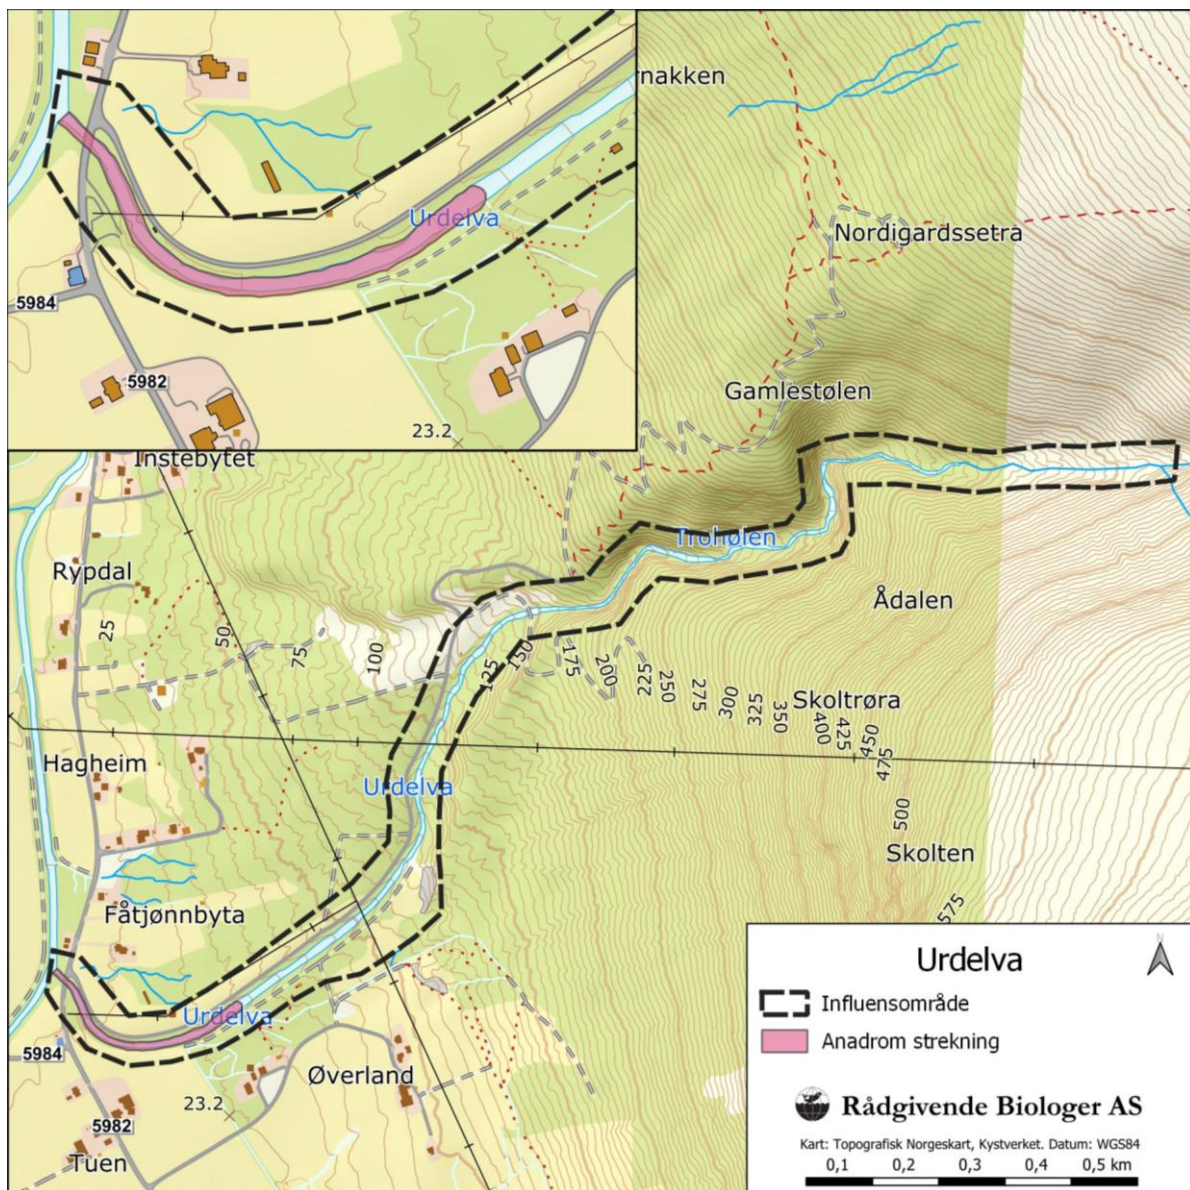 rnakken
Urdelva
Nordigardssetra
5984
5982
Gamlestølen
23.2
Instebytet
Trohølen
Rypdal
Ådalen
25
50
75
100
125
150
175
200
225
250
275
300
325
350
400
425
450
475
Skoltrøra
Hagheim
Urdelva
500
Skolten
575
Fåtjønnbyta
Urdelva
5984
Øverland
23.2
5982
Tuen
Urdelva
N
Influensområde
Anadrom strekning
Rådgivende Biologer AS
Kart: Topografisk Norgeskart, Kystverket. Datum: WGS84
0,1 0,2 0,3 0,4 0,5 km